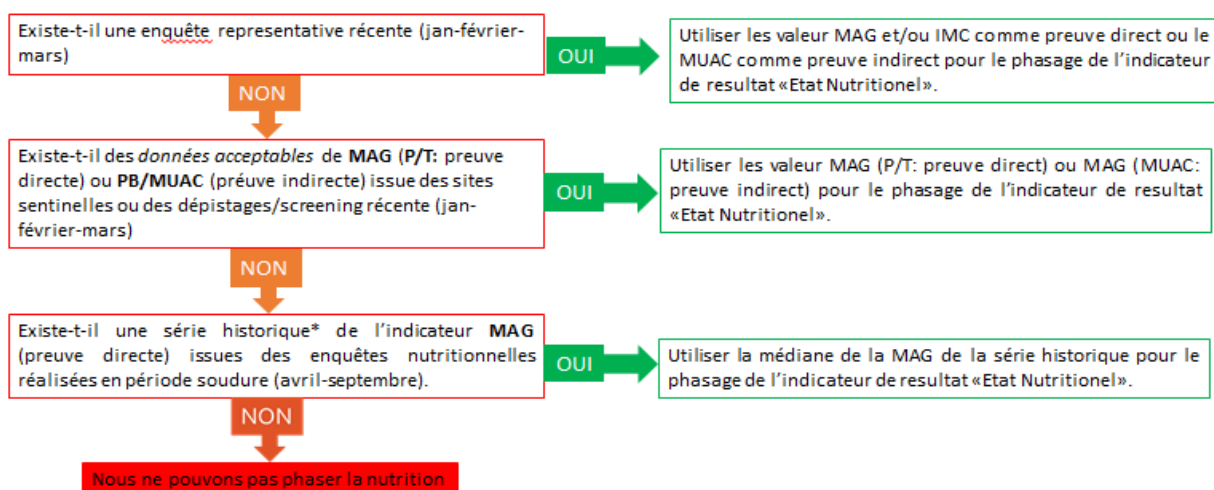 Existe-t-il une enquête representative récente (jan-février-
mars)
OUI
Utiliser les valeur MAG et/ou IMC comme preuve direct ou le
MUAC comme preuve indirect pour le phasage de l'indicateur
de resultat «Etat Nutritionel».
NON
Existe-t-il des données acceptables de MAG (P/T: preuve
directe) ou PB/MUAC (préuve indirecte) issue des sites
sentinelles ou des dépistages/screening récente (jan-
février-mars)
OUI
Utiliser les valeur MAG (P/T: preuve direct) ou MAG (MUAC:
preuve indirect) pour le phasage de l'indicateur de resultat
«Etat Nutritionel».
NON
Existe-t-il une série historique* de l'indicateur MAG
(preuve directe) issues des enquêtes nutritionnelles
réalisées en période soudure (avril-septembre).
OUI
Utiliser la médiane de la MAG de la série historique pour le
phasage de l'indicateur de resultat «Etat Nutritionel».
NON
Nous ne pouvons pas phaser la nutrition